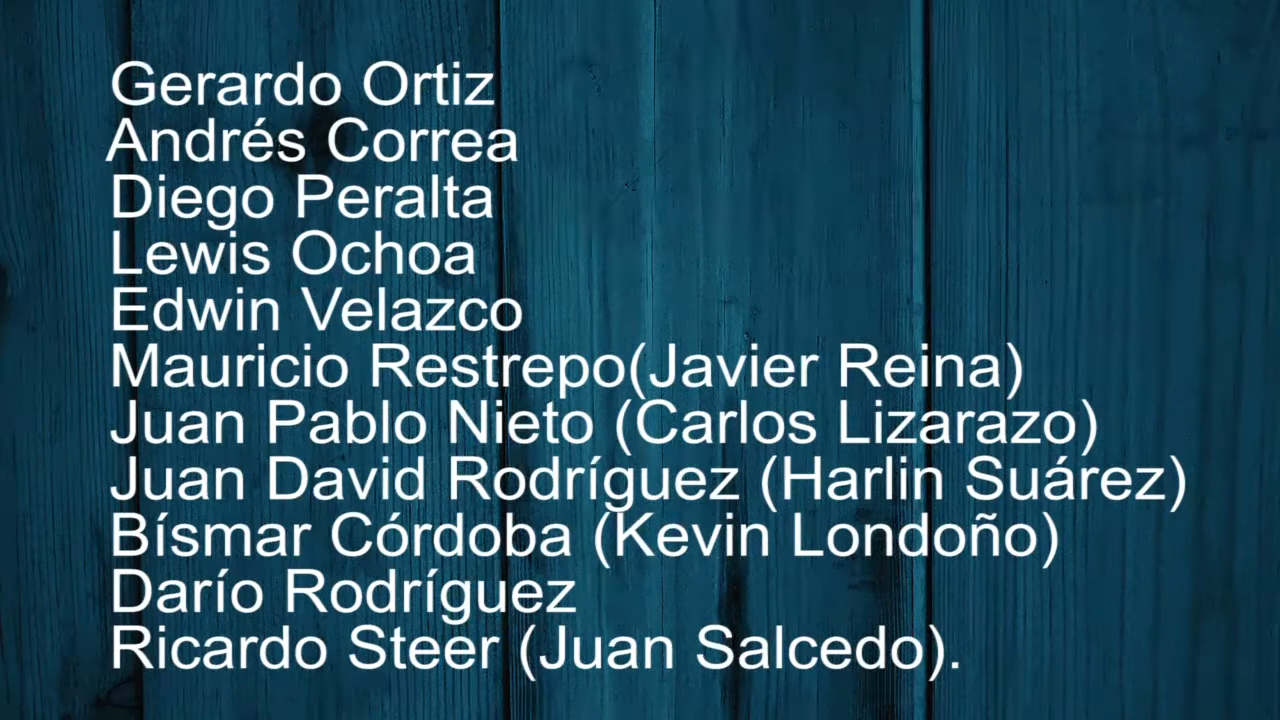 Gerardo Ortiz
Andrés Correa
Diego Peralta
Lewis Ochoa
Edwin Velazco
Mauricio Restrepo(Javier Reina)
Juan Pablo Nieto (Carlos Lizarazo)
Juan David Rodríguez (Harlin Suárez)
Bísmar Córdoba (Kevin Londoño)
Darío Rodríguez
Ricardo Steer (Juan Salcedo).